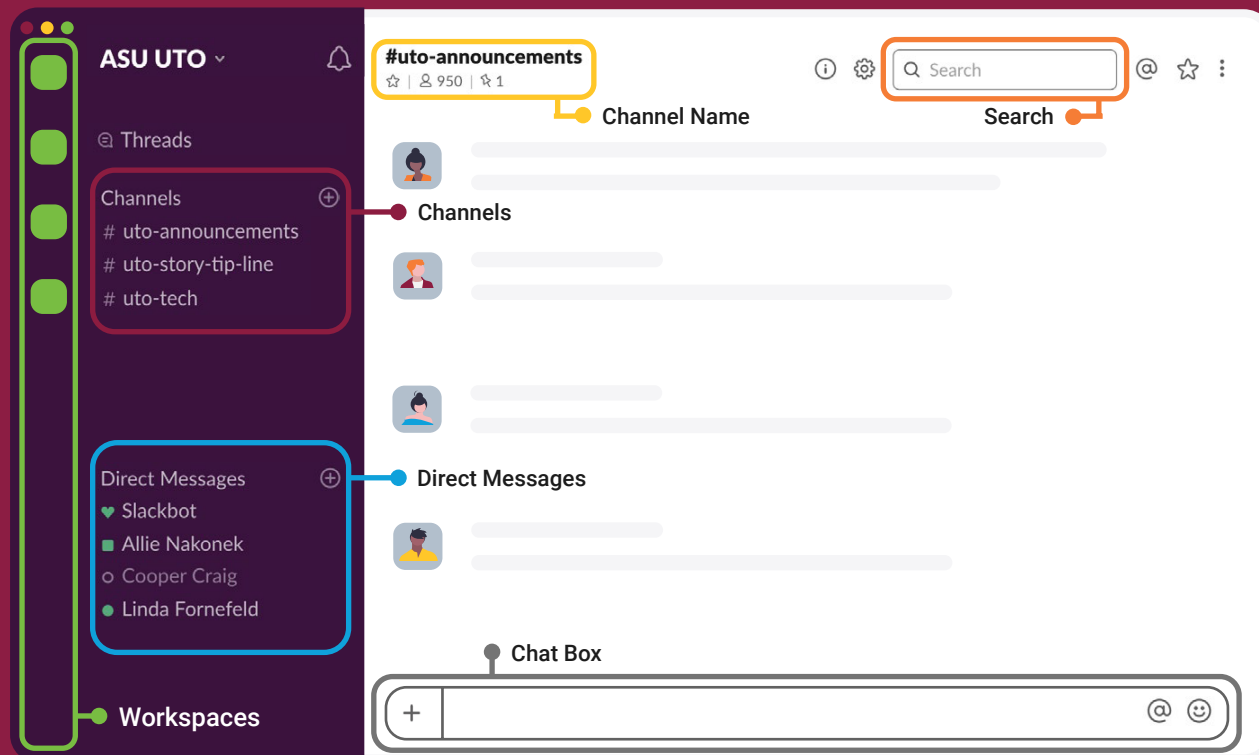 ASU UTO
Threads
Channels
# uto-announcements
# uto-story-tip-line
# uto-tech
Direct Messages
Slackbot
Allie Nakonek
Cooper Craig
Linda Fornefeld
Workspaces
#uto-announcements
950 | 1
Search
@
Channel Name
Search
Channels
Direct Messages
Chat Box
+
@